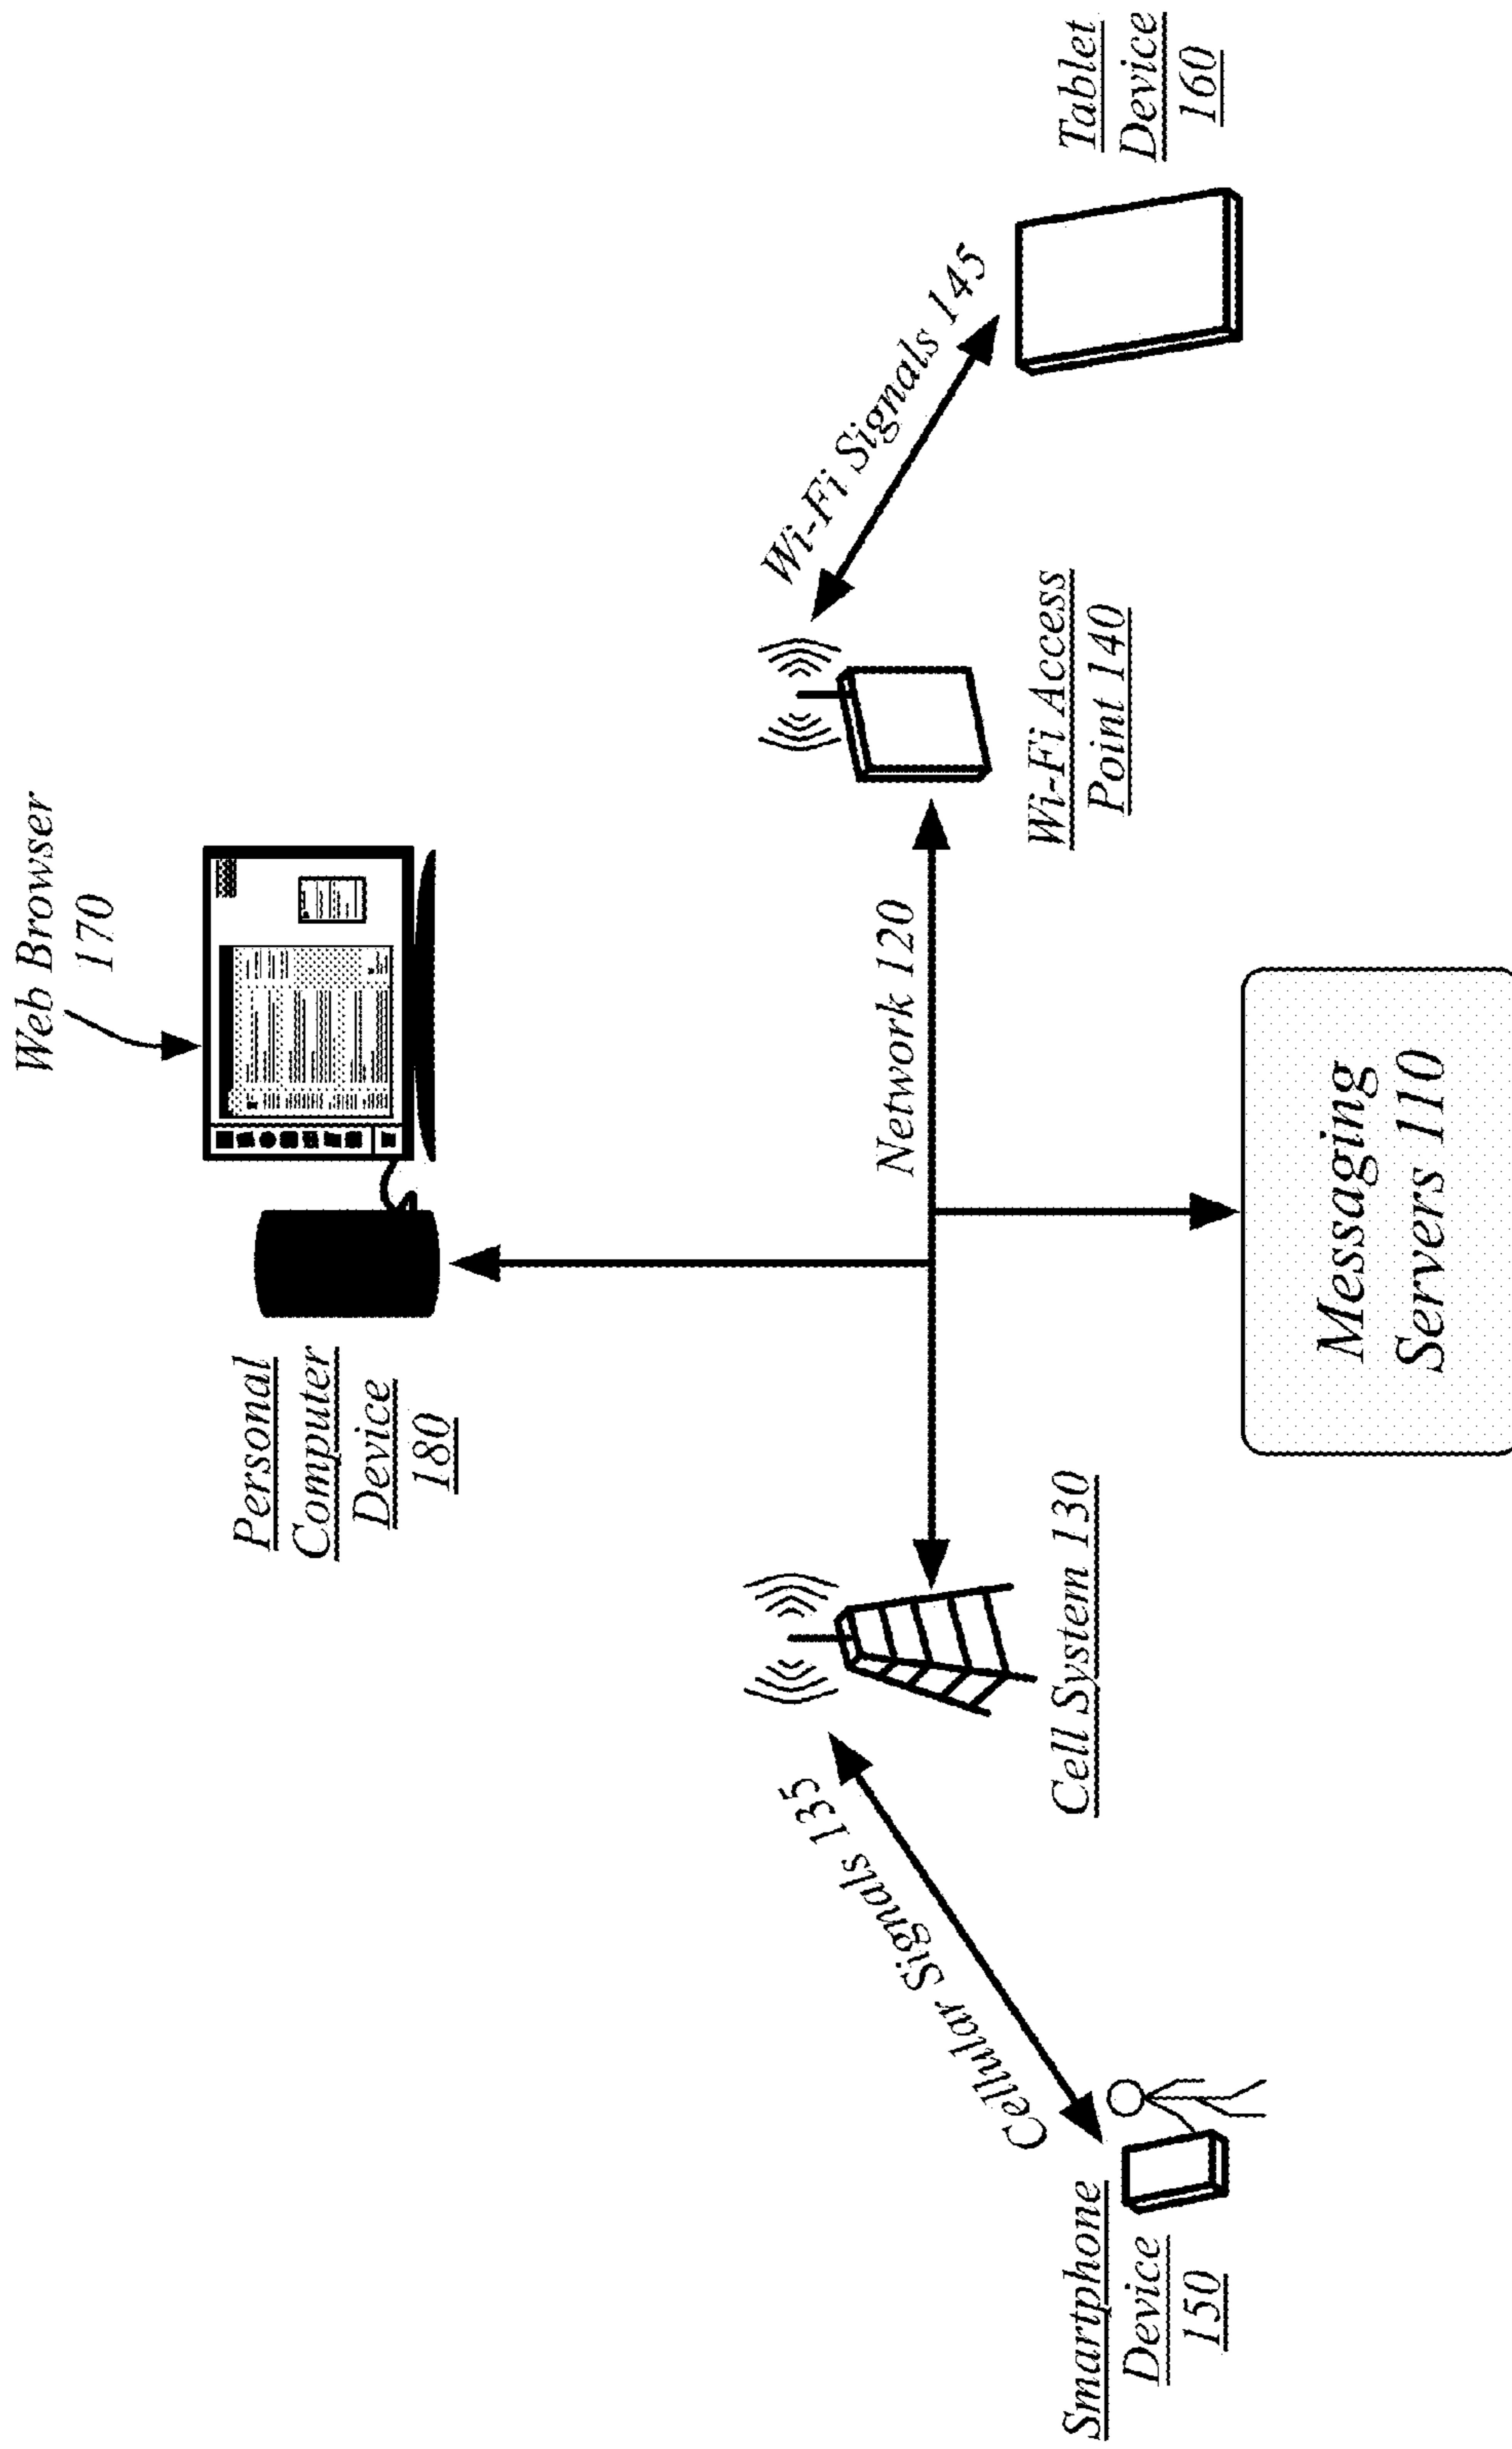 Web Browser
170
Personal
Computer
Device
180
Network 120
Cellular Signals 135
Wi-Fi Signals 145
Smartphone
Device
150
Cell System 130
Wi-Fi Access
Point 140
Tablet
Device
160
Messaging
Servers 110